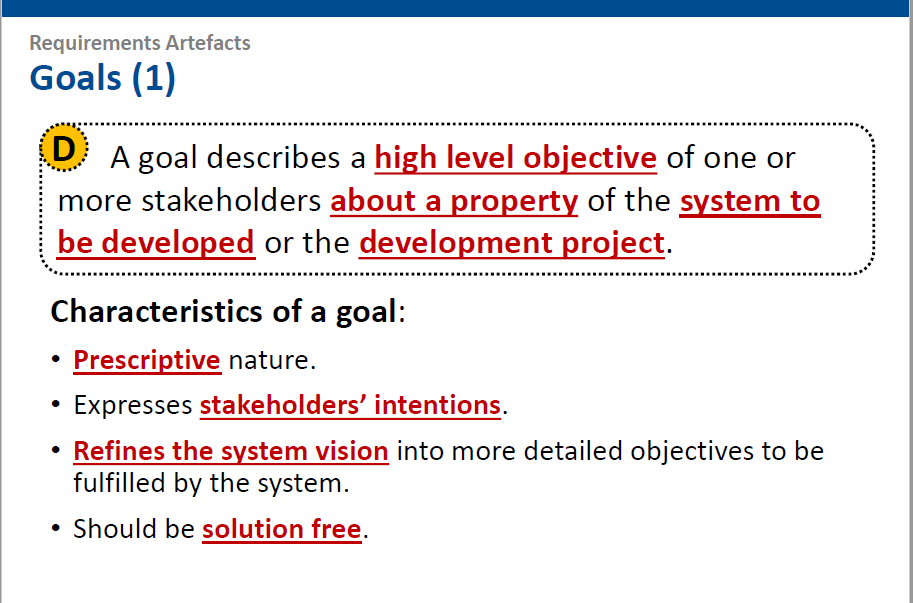 Requirements Artefacts
Goals (1)
D
A goal describes a high level objective of one or
more stakeholders about a property of the system to
be developed or the development project.
Characteristics of a goal:
• Prescriptive nature.
• Expresses stakeholders’ intentions.
• Refines the system vision into more detailed objectives to be
fulfilled by the system.
• Should be solution free.